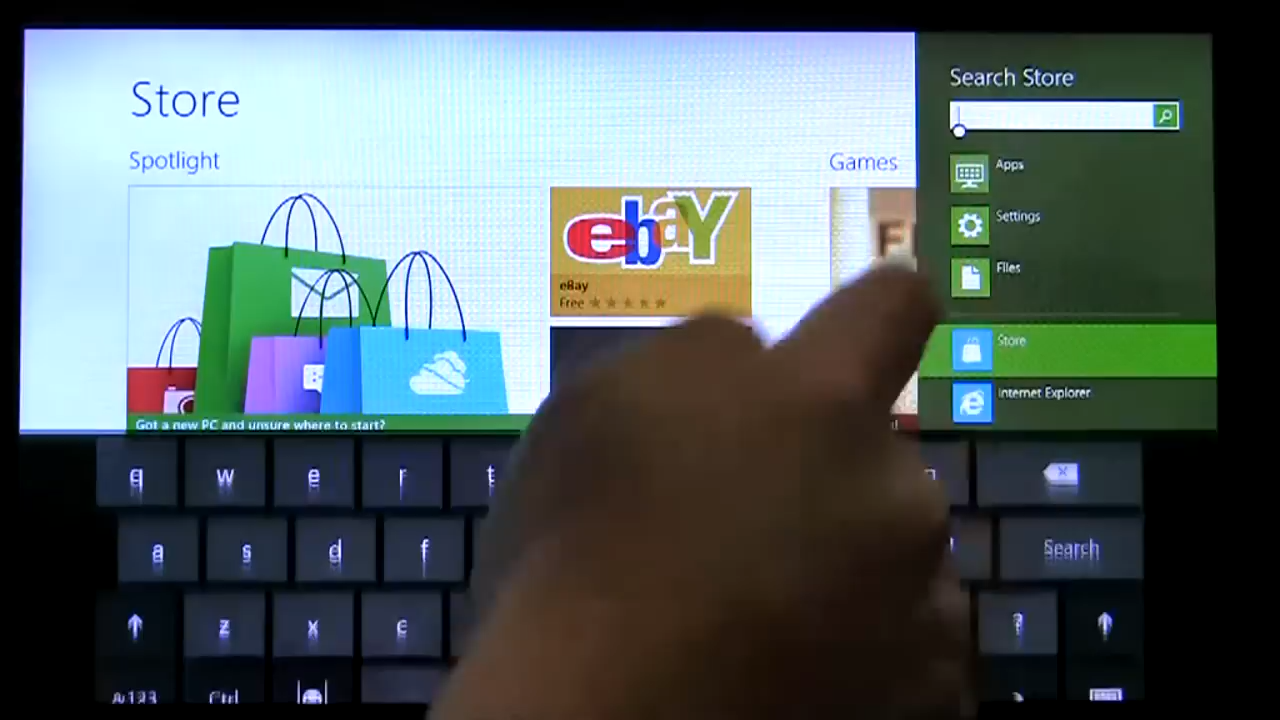 Store
Spotlight
ebaY
eBay
Free
Games
F
Got a new PC and unsure where to start?
Search Store
Apps
Settings
Files
Store
Internet Explorer
q w e r t
a s d f Search
z x c ?
&123 Ctrl